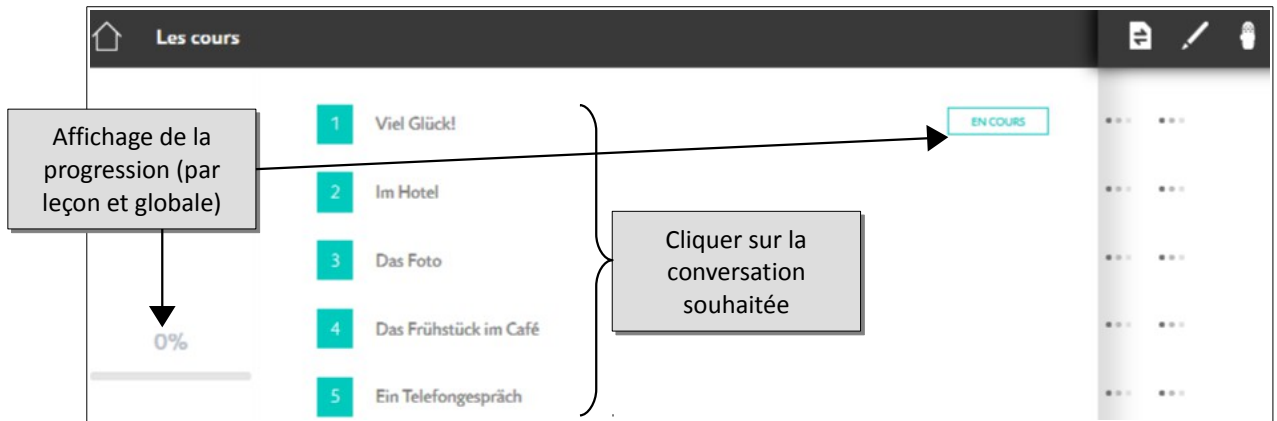 Les cours
Affichage de la
progression (par
leçon et globale)
0%
1 Viel Glück!
EN COURS
2 Im Hotel
3 Das Foto
4 Das Frühstück im Café
5 Ein Telefongespräch
Cliquer sur la
conversation
souhaitée